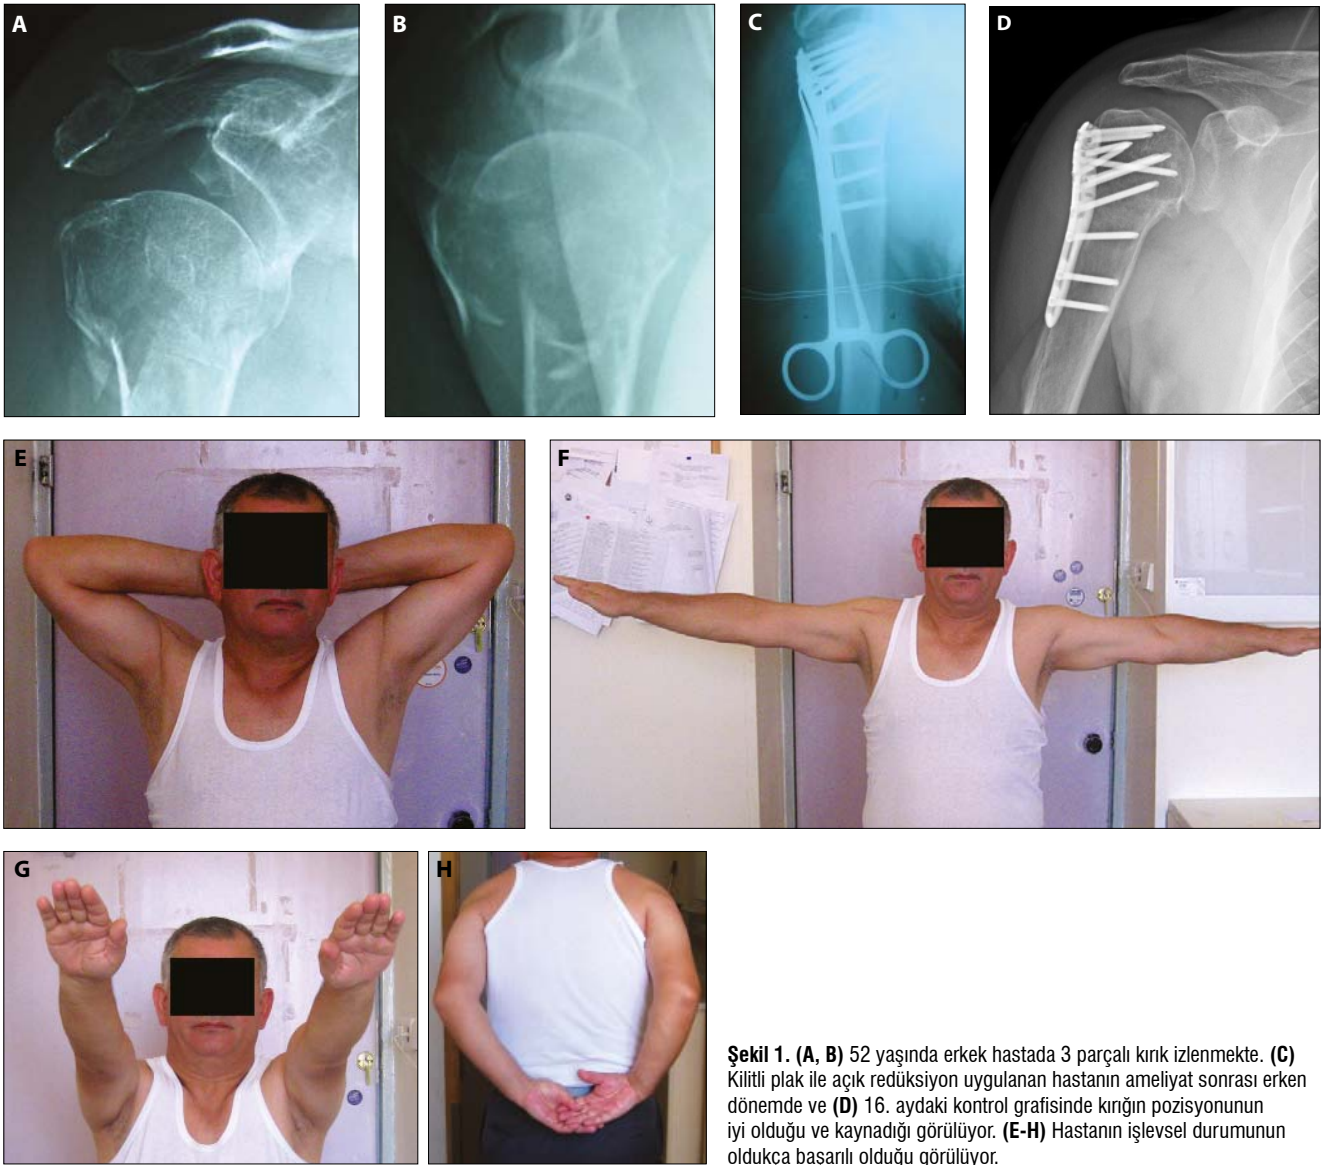 A
B
C
D
E
F
G
H
Şekil 1. (A, B) 52 yaşında erkek hastada 3 parçalı kırık izlenmekte. (C)
Kilitli plak ile açık redüksiyon uygulanan hastanın ameliyat sonrası erken
dönemde ve (D) 16. aydaki kontrol grafisinde kırığın pozisyonunun
iyi olduğu ve kaynadığı görülüyor. (E-H) Hastanın işlevsel durumunun
oldukça başarılı olduğu görülüyor.